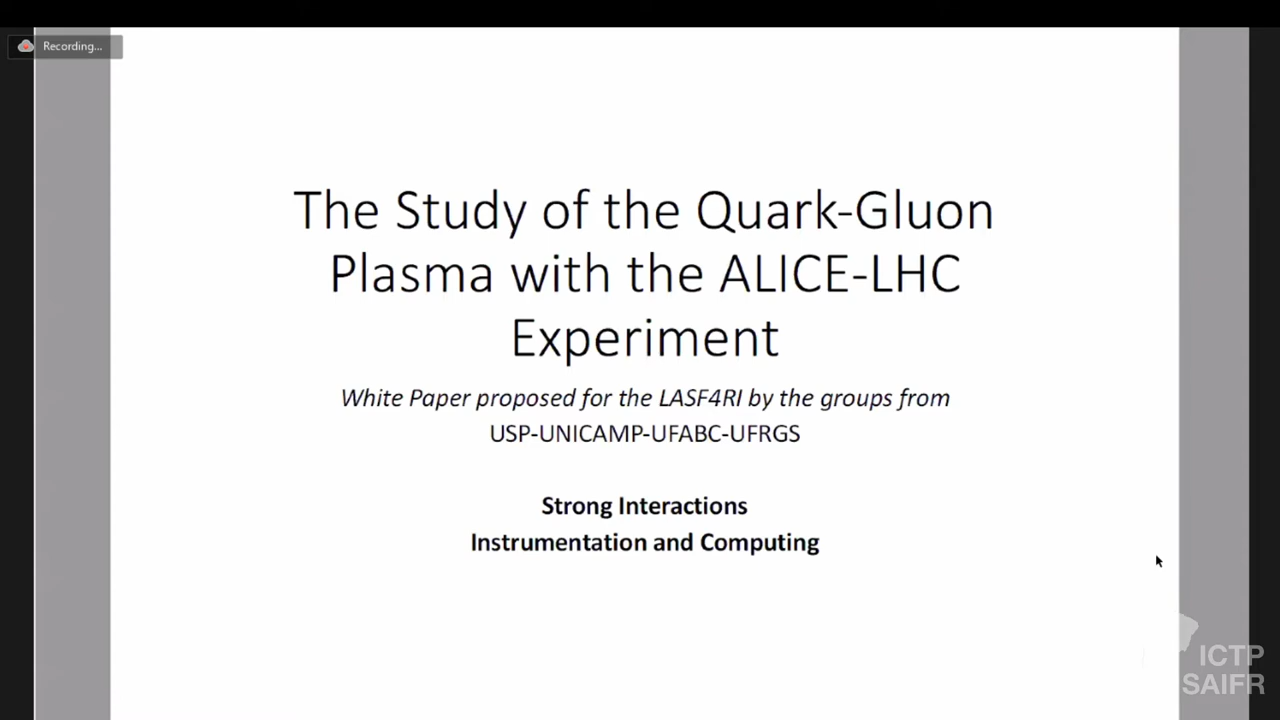 Recording...
The Study of the Quark-Gluon
Plasma with the ALICE-LHC
Experiment
White Paper proposed for the LASF4RI by the groups from
USP-UNICAMP-UFABC-UFRGS
Strong Interactions
Instrumentation and Computing
ICTP
SAIFR